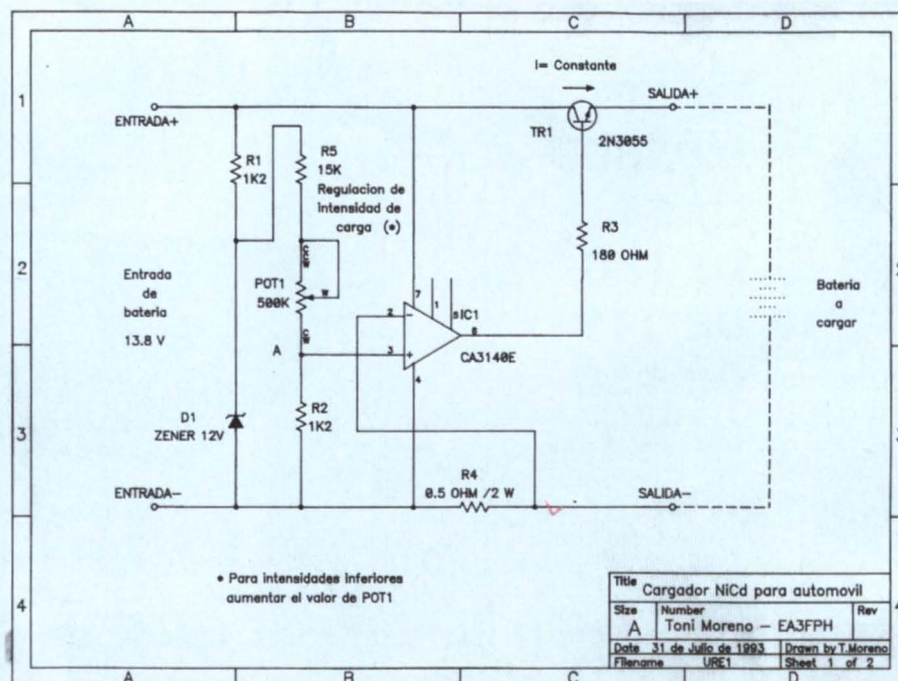 A B C D
I= Constante
1
ENTRADA+
SALIDA+
TR1
2N3055
R1
1K2
R5
15K
Regulacion de
intensidad de
carga (*)
R3
180 OHM
2
Entrada
de
bateria
13.8 V
CCW
POT1
500K
W
CW
A
7
2
1
5
IC1
6
3
4
CA3140E
Bateria
a
cargar
3
D1
ZENER 12V
R2
1K2
R4
0.5 OHM /2 W
ENTRADA-
SALIDA-
* Para intensidades inferiores
aumentar el valor de POT1
4
Title
Cargador NiCd para automovil
Size
A
Number
Toni Moreno - EA3FPH
Rev
Date 31 de Julio de 1993
Drawn by T.Moreno
Filename URE1
Sheet 1 of 2
A B C D